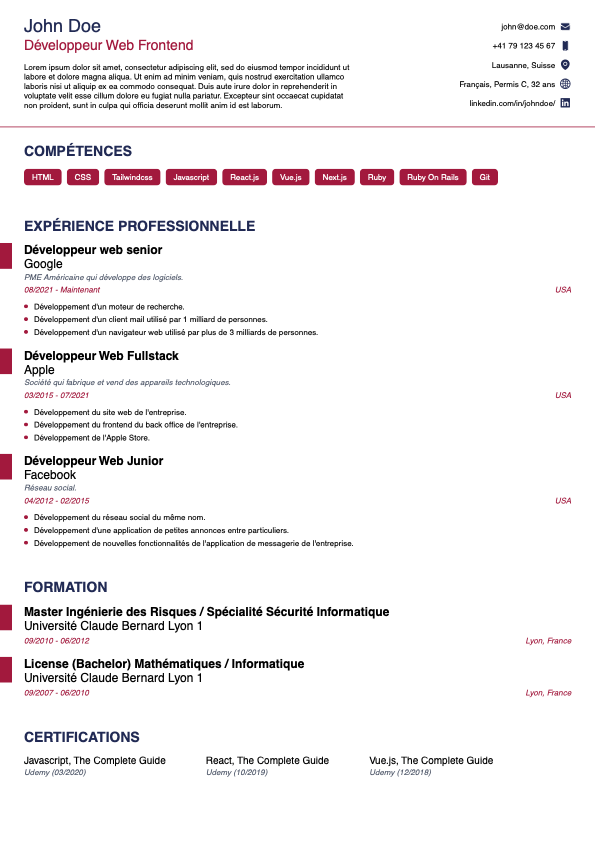 John Doe
Développeur Web Frontend
Lorem ipsum dolor sit amet, consectetur adipiscing elit, sed do eiusmod tempor incididunt ut
labore et dolore magna aliqua. Ut enim ad minim veniam, quis nostrud exercitation ullamco
laboris nisi ut aliquip ex ea commodo consequat. Duis aute irure dolor in reprehenderit in
voluptate velit esse cillum dolore eu fugiat nulla pariatur. Excepteur sint occaecat cupidatat
non proident, sunt in culpa qui officia deserunt mollit anim id est laborum.
john@doe.com
+41 79 123 45 67
Lausanne, Suisse
Français, Permis C, 32 ans
linkedin.com/in/johndoe/
COMPÉTENCES
HTML CSS Tailwindcss Javascript React.js Vue.js Next.js Ruby Ruby On Rails Git
EXPÉRIENCE PROFESSIONNELLE
Développeur web senior
Google
PME Américaine qui développe des logiciels.
08/2021 - Maintenant USA
Développement d'un moteur de recherche.
Développement d'un client mail utilisé par 1 milliard de personnes.
Développement d'un navigateur web utilisé par plus de 3 milliards de personnes.
Développeur Web Fullstack
Apple
Société qui fabrique et vend des appareils technologiques.
03/2015 - 07/2021 USA
Développement du site web de l'entreprise.
Développement du frontend du back office de l'entreprise.
Développement de l'Apple Store.
Développeur Web Junior
Facebook
Réseau social.
04/2012 - 02/2015 USA
Développement du réseau social du même nom.
Développement d'une application de petites annonces entre particuliers.
Développement de nouvelles fonctionnalités de l'application de messagerie de l'entreprise.
FORMATION
Master Ingénierie des Risques / Spécialité Sécurité Informatique
Université Claude Bernard Lyon 1
09/2010 - 06/2012 Lyon, France
License (Bachelor) Mathématiques / Informatique
Université Claude Bernard Lyon 1
09/2007 - 06/2010 Lyon, France
CERTIFICATIONS
Javascript, The Complete Guide React, The Complete Guide Vue.js, The Complete Guide
Udemy (03/2020) Udemy (10/2019) Udemy (12/2018)